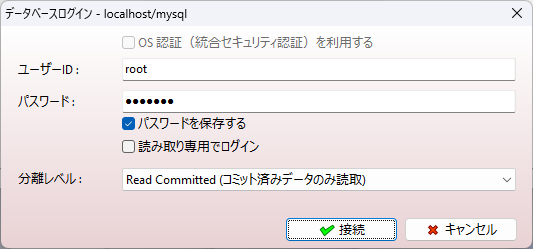 データベースログイン - localhost/mysql
OS 認証（統合セキュリティ認証）を利用する
ユーザーID : root
パスワード : ●●●●●●●
パスワードを保存する
読み取り専用でログイン
分離レベル : Read Committed (コミット済みデータのみ読取)
接続 キャンセル